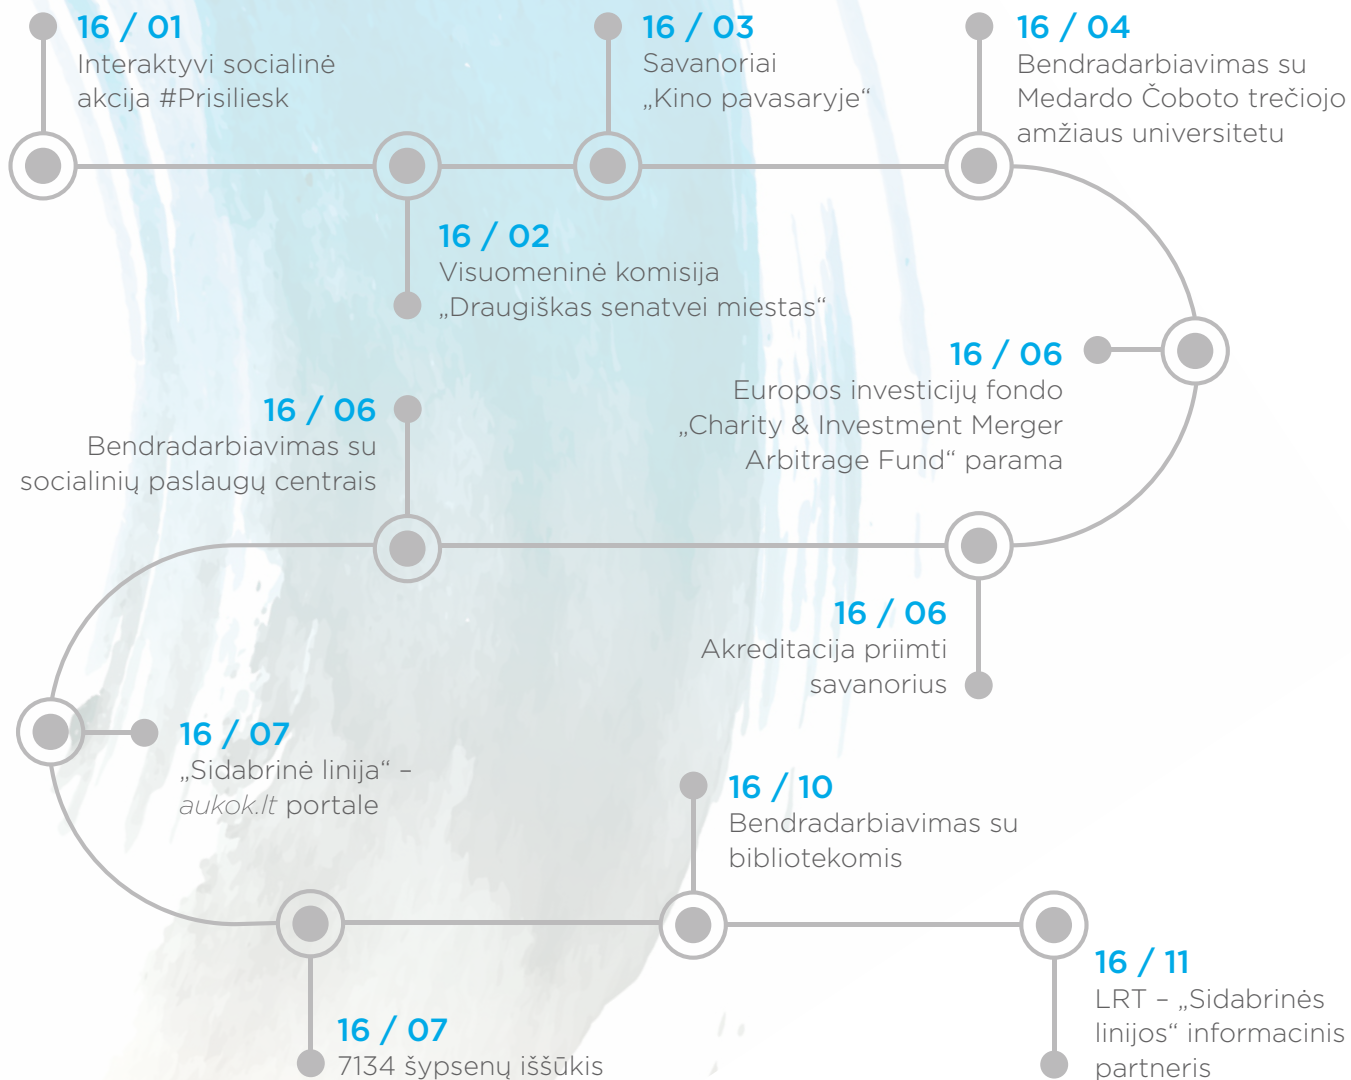 16 / 01
Interaktyvi socialinė
akcija #Prisiliesk
16 / 02
Visuomeninė komisija
„Draugiškas senatvei miestas“
16 / 03
Savanoriai
„Kino pavasaryje“
16 / 04
Bendradarbiavimas su
Medardo Čoboto trečiojo
amžiaus universitetu
16 / 06
Europos investicijų fondo
„Charity & Investment Merger
Arbitrage Fund“ parama
16 / 06
Akreditacija priimti
savanorius
16 / 06
Bendradarbiavimas su
socialinių paslaugų centrais
16 / 07
„Sidabrinė linija“ –
aukok.lt portale
16 / 07
7134 šypsenų iššūkis
16 / 10
Bendradarbiavimas su
bibliotekomis
16 / 11
LRT – „Sidabrinės
linijos“ informacinis
partneris